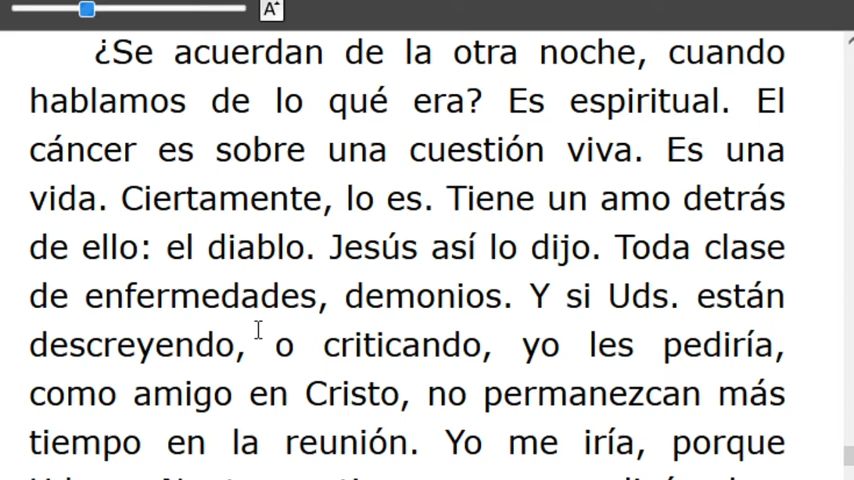 A
¿Se acuerdan de la otra noche, cuando
hablamos de lo qué era? Es espiritual. El
cáncer es sobre una cuestión viva. Es una
vida. Ciertamente, lo es. Tiene un amo detrás
de ello: el diablo. Jesús así lo dijo. Toda clase
de enfermedades, demonios. Y si Uds. están
descreyendo, o criticando, yo les pediría,
como amigo en Cristo, no permanezcan más
tiempo en la reunión. Yo me iría, porque